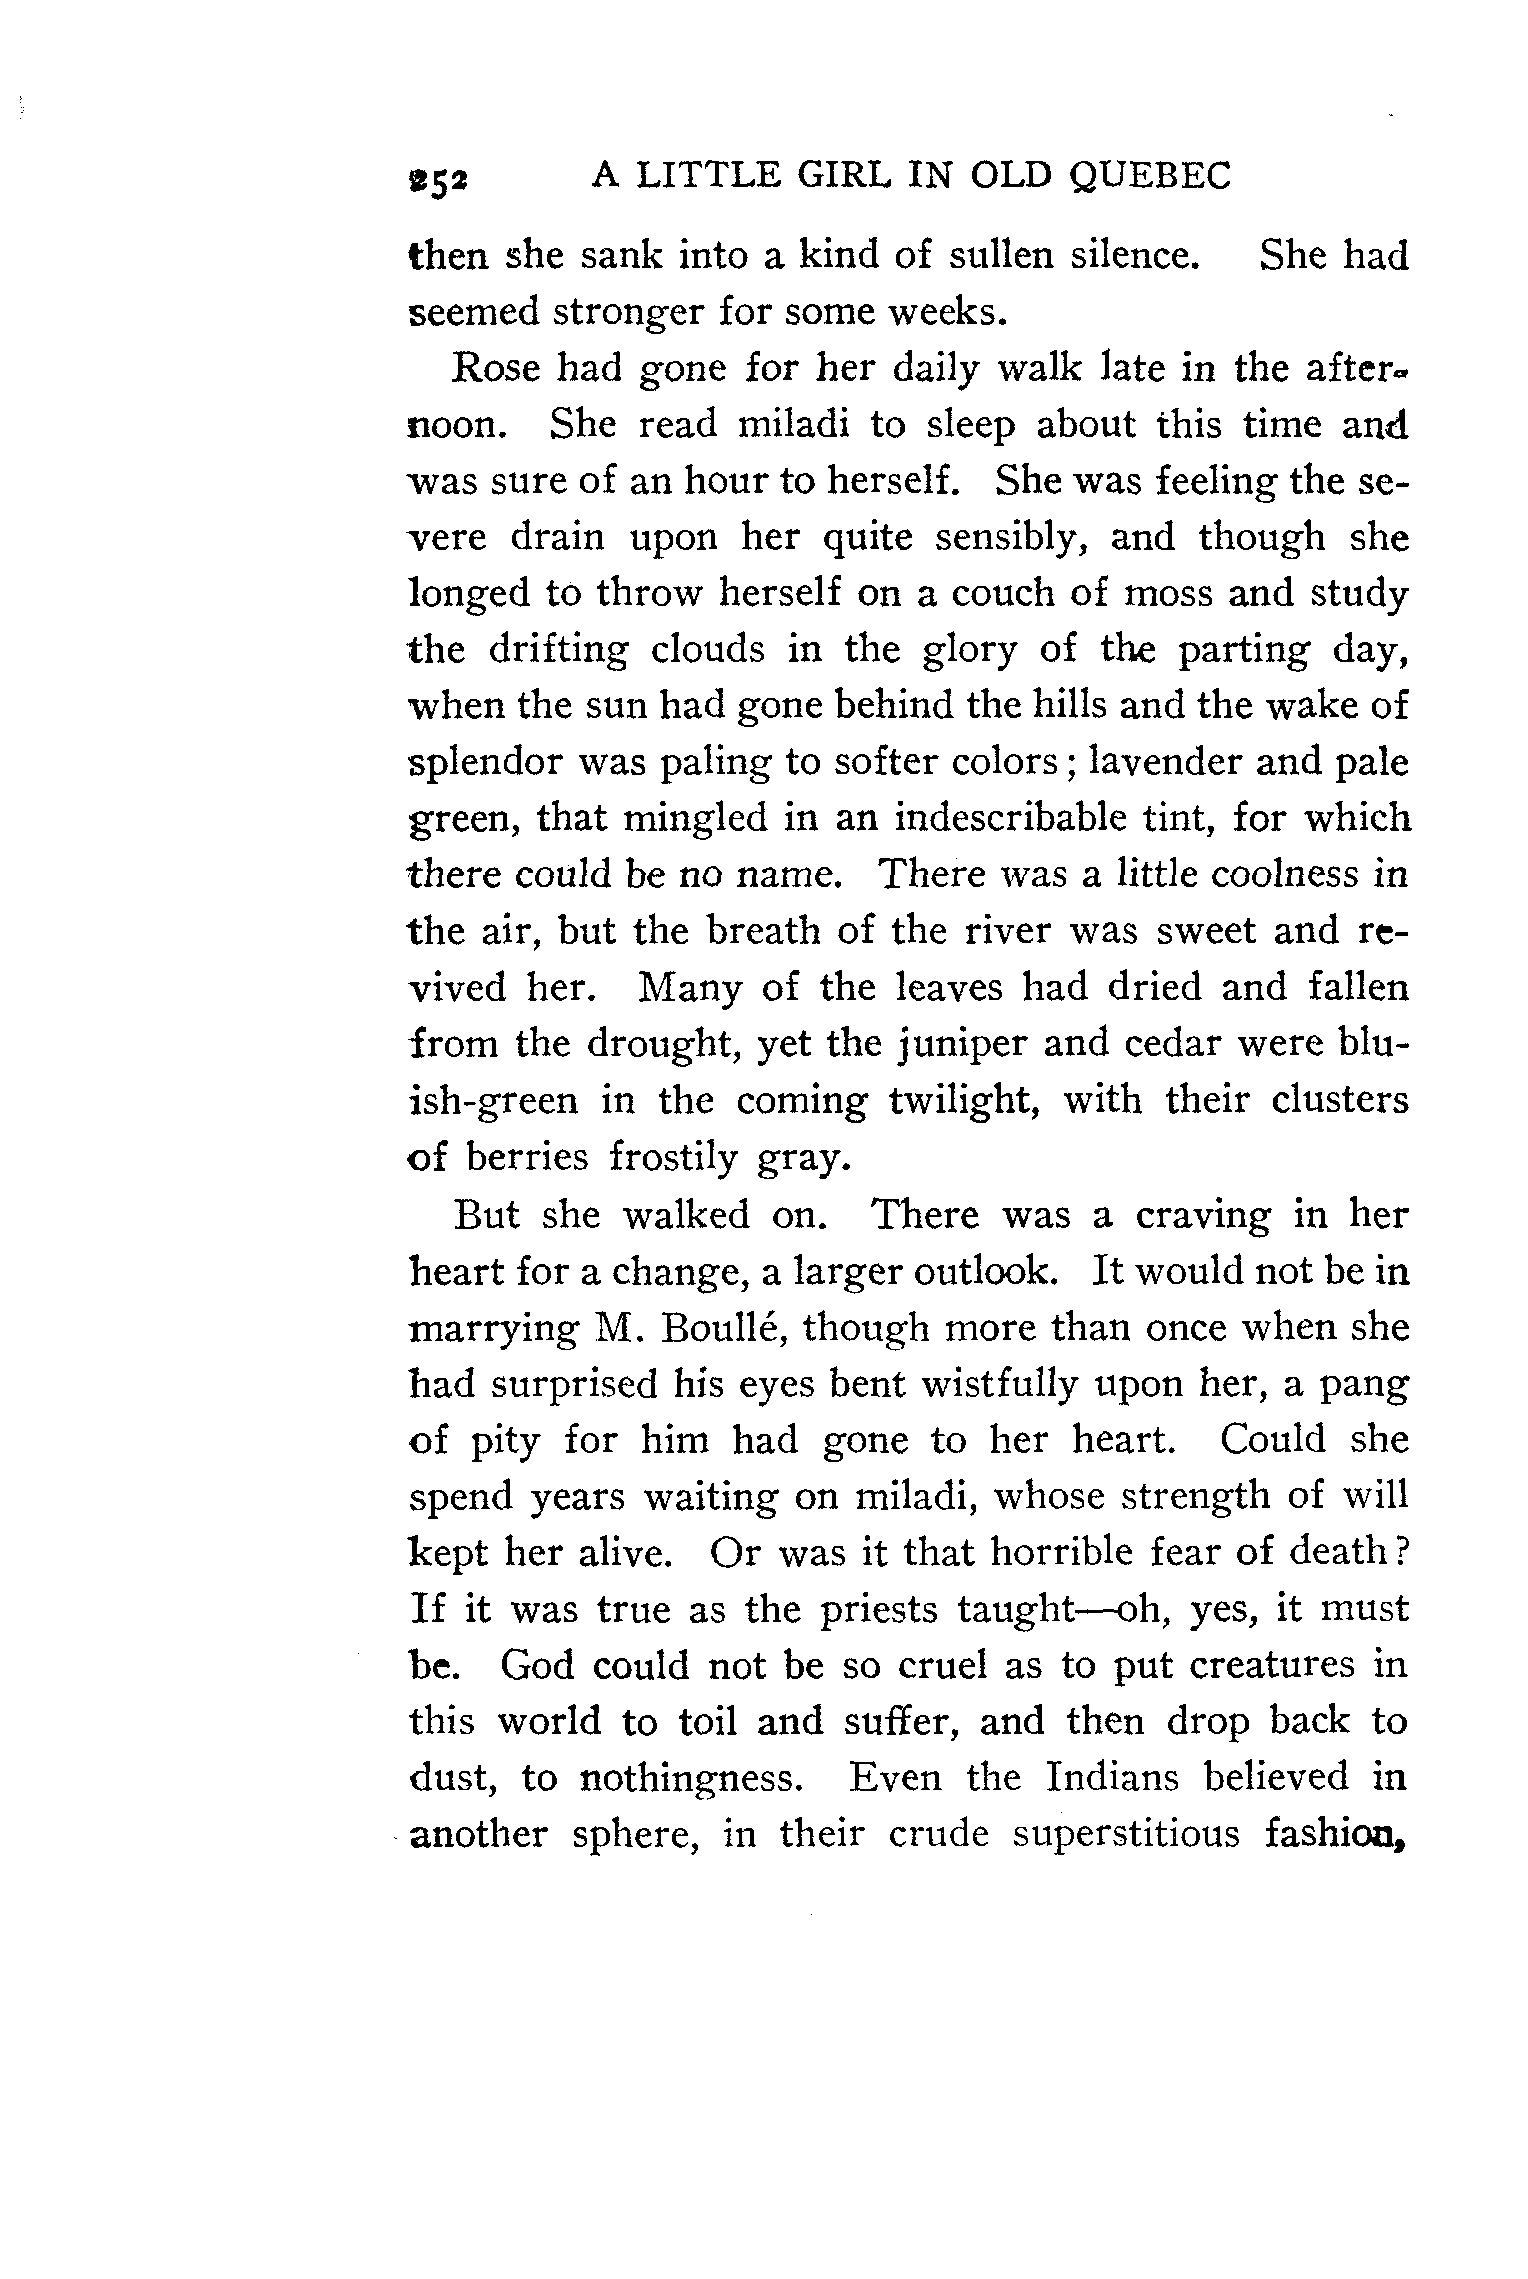 252 A LITTLE GIRL IN OLD QUEBEC
then she sank into a kind of sullen silence. She had
seemed stronger for some weeks.
Rose had gone for her daily walk late in the after-
noon. She read miladi to sleep about this time and
was sure of an hour to herself. She was feeling the se-
vere drain upon her quite sensibly, and though she
longed to throw herself on a couch of moss and study
the drifting clouds in the glory of the parting day,
when the sun had gone behind the hills and the wake of
splendor was paling to softer colors; lavender and pale
green, that mingled in an indescribable tint, for which
there could be no name. There was a little coolness in
the air, but the breath of the river was sweet and re-
vived her. Many of the leaves had dried and fallen
from the drought, yet the juniper and cedar were blu-
ish-green in the coming twilight, with their clusters
of berries frostily gray.
But she walked on. There was a craving in her
heart for a change, a larger outlook. It would not be in
marrying M. Boullé, though more than once when she
had surprised his eyes bent wistfully upon her, a pang
of pity for him had gone to her heart. Could she
spend years waiting on miladi, whose strength of will
kept her alive. Or was it that horrible fear of death?
If it was true as the priests taught—oh, yes, it must
be. God could not be so cruel as to put creatures in
this world to toil and suffer, and then drop back to
dust, to nothingness. Even the Indians believed in
another sphere, in their crude superstitious fashion,